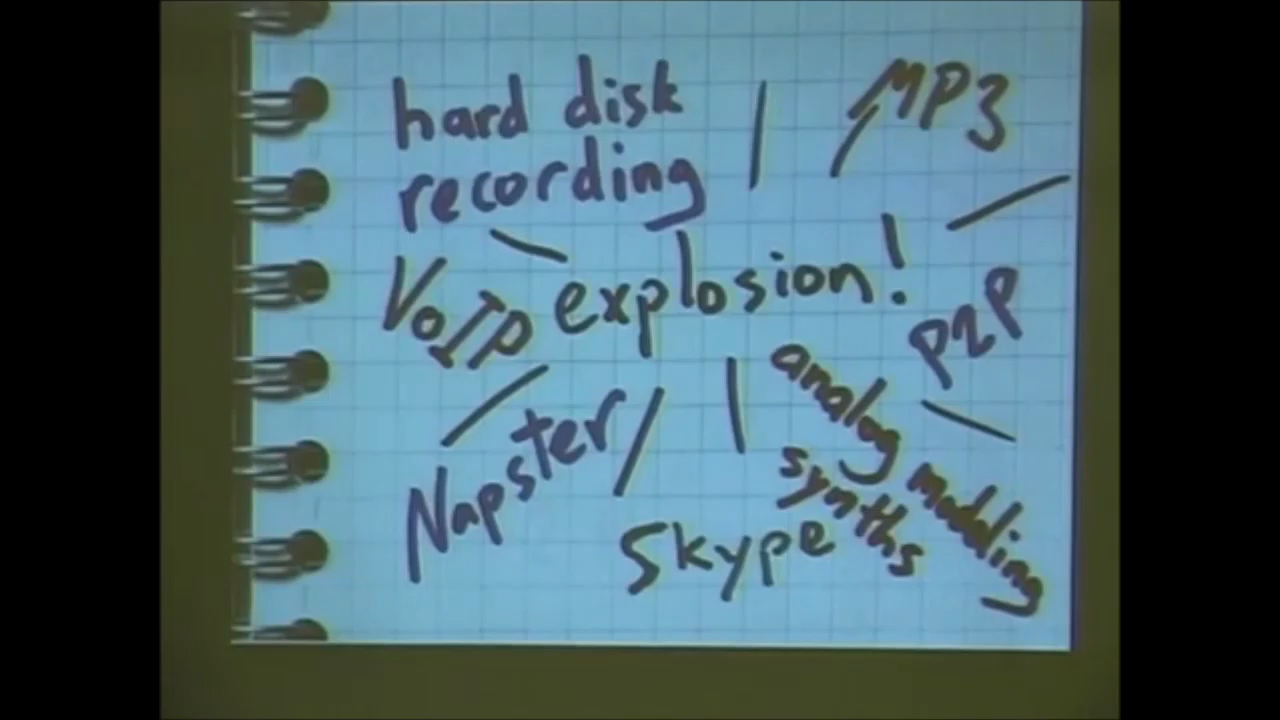 hard disk
recording
MP3
VoIP
explosion!
P2P
Napster
analog modeling
synths
Skype